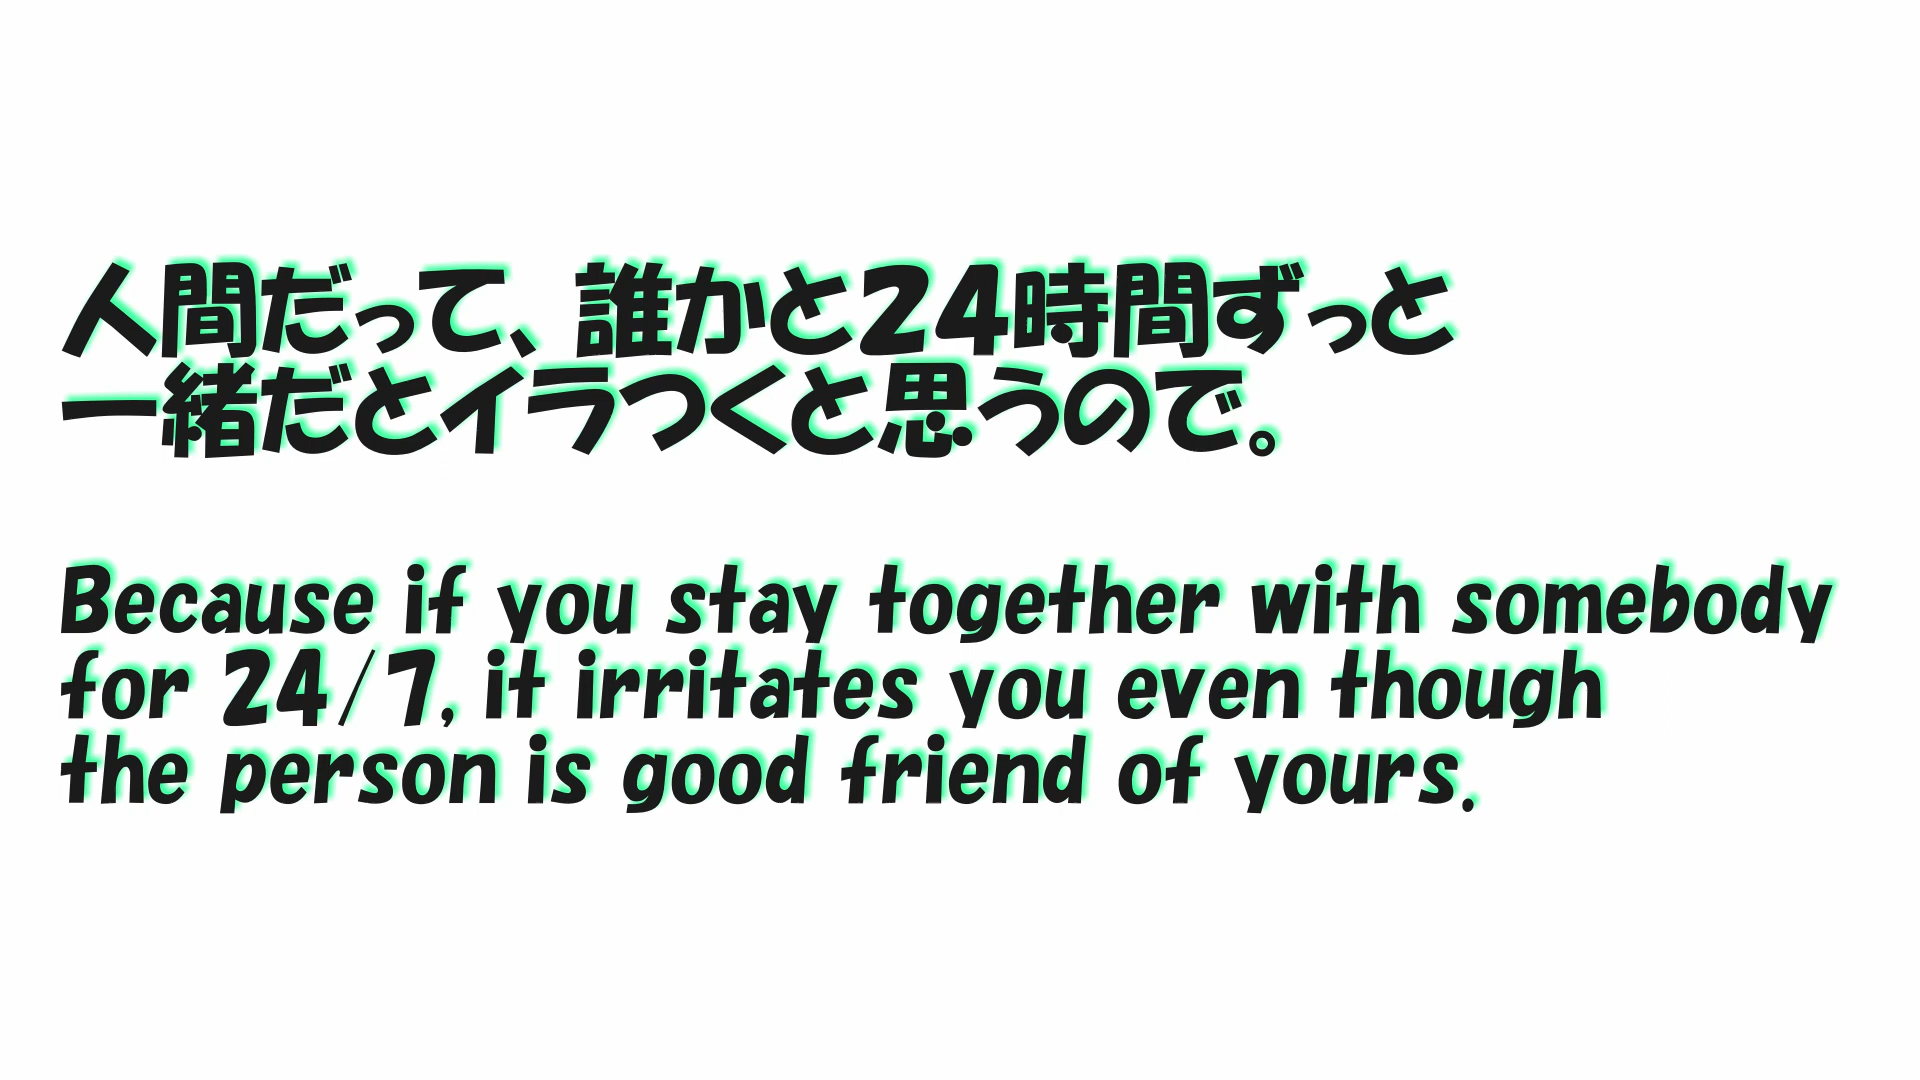 人間だって、誰かと24時間ずっと
一緒だとイラつくと思うので。
Because if you stay together with somebody
for 24/7, it irritates you even though
the person is good friend of yours.